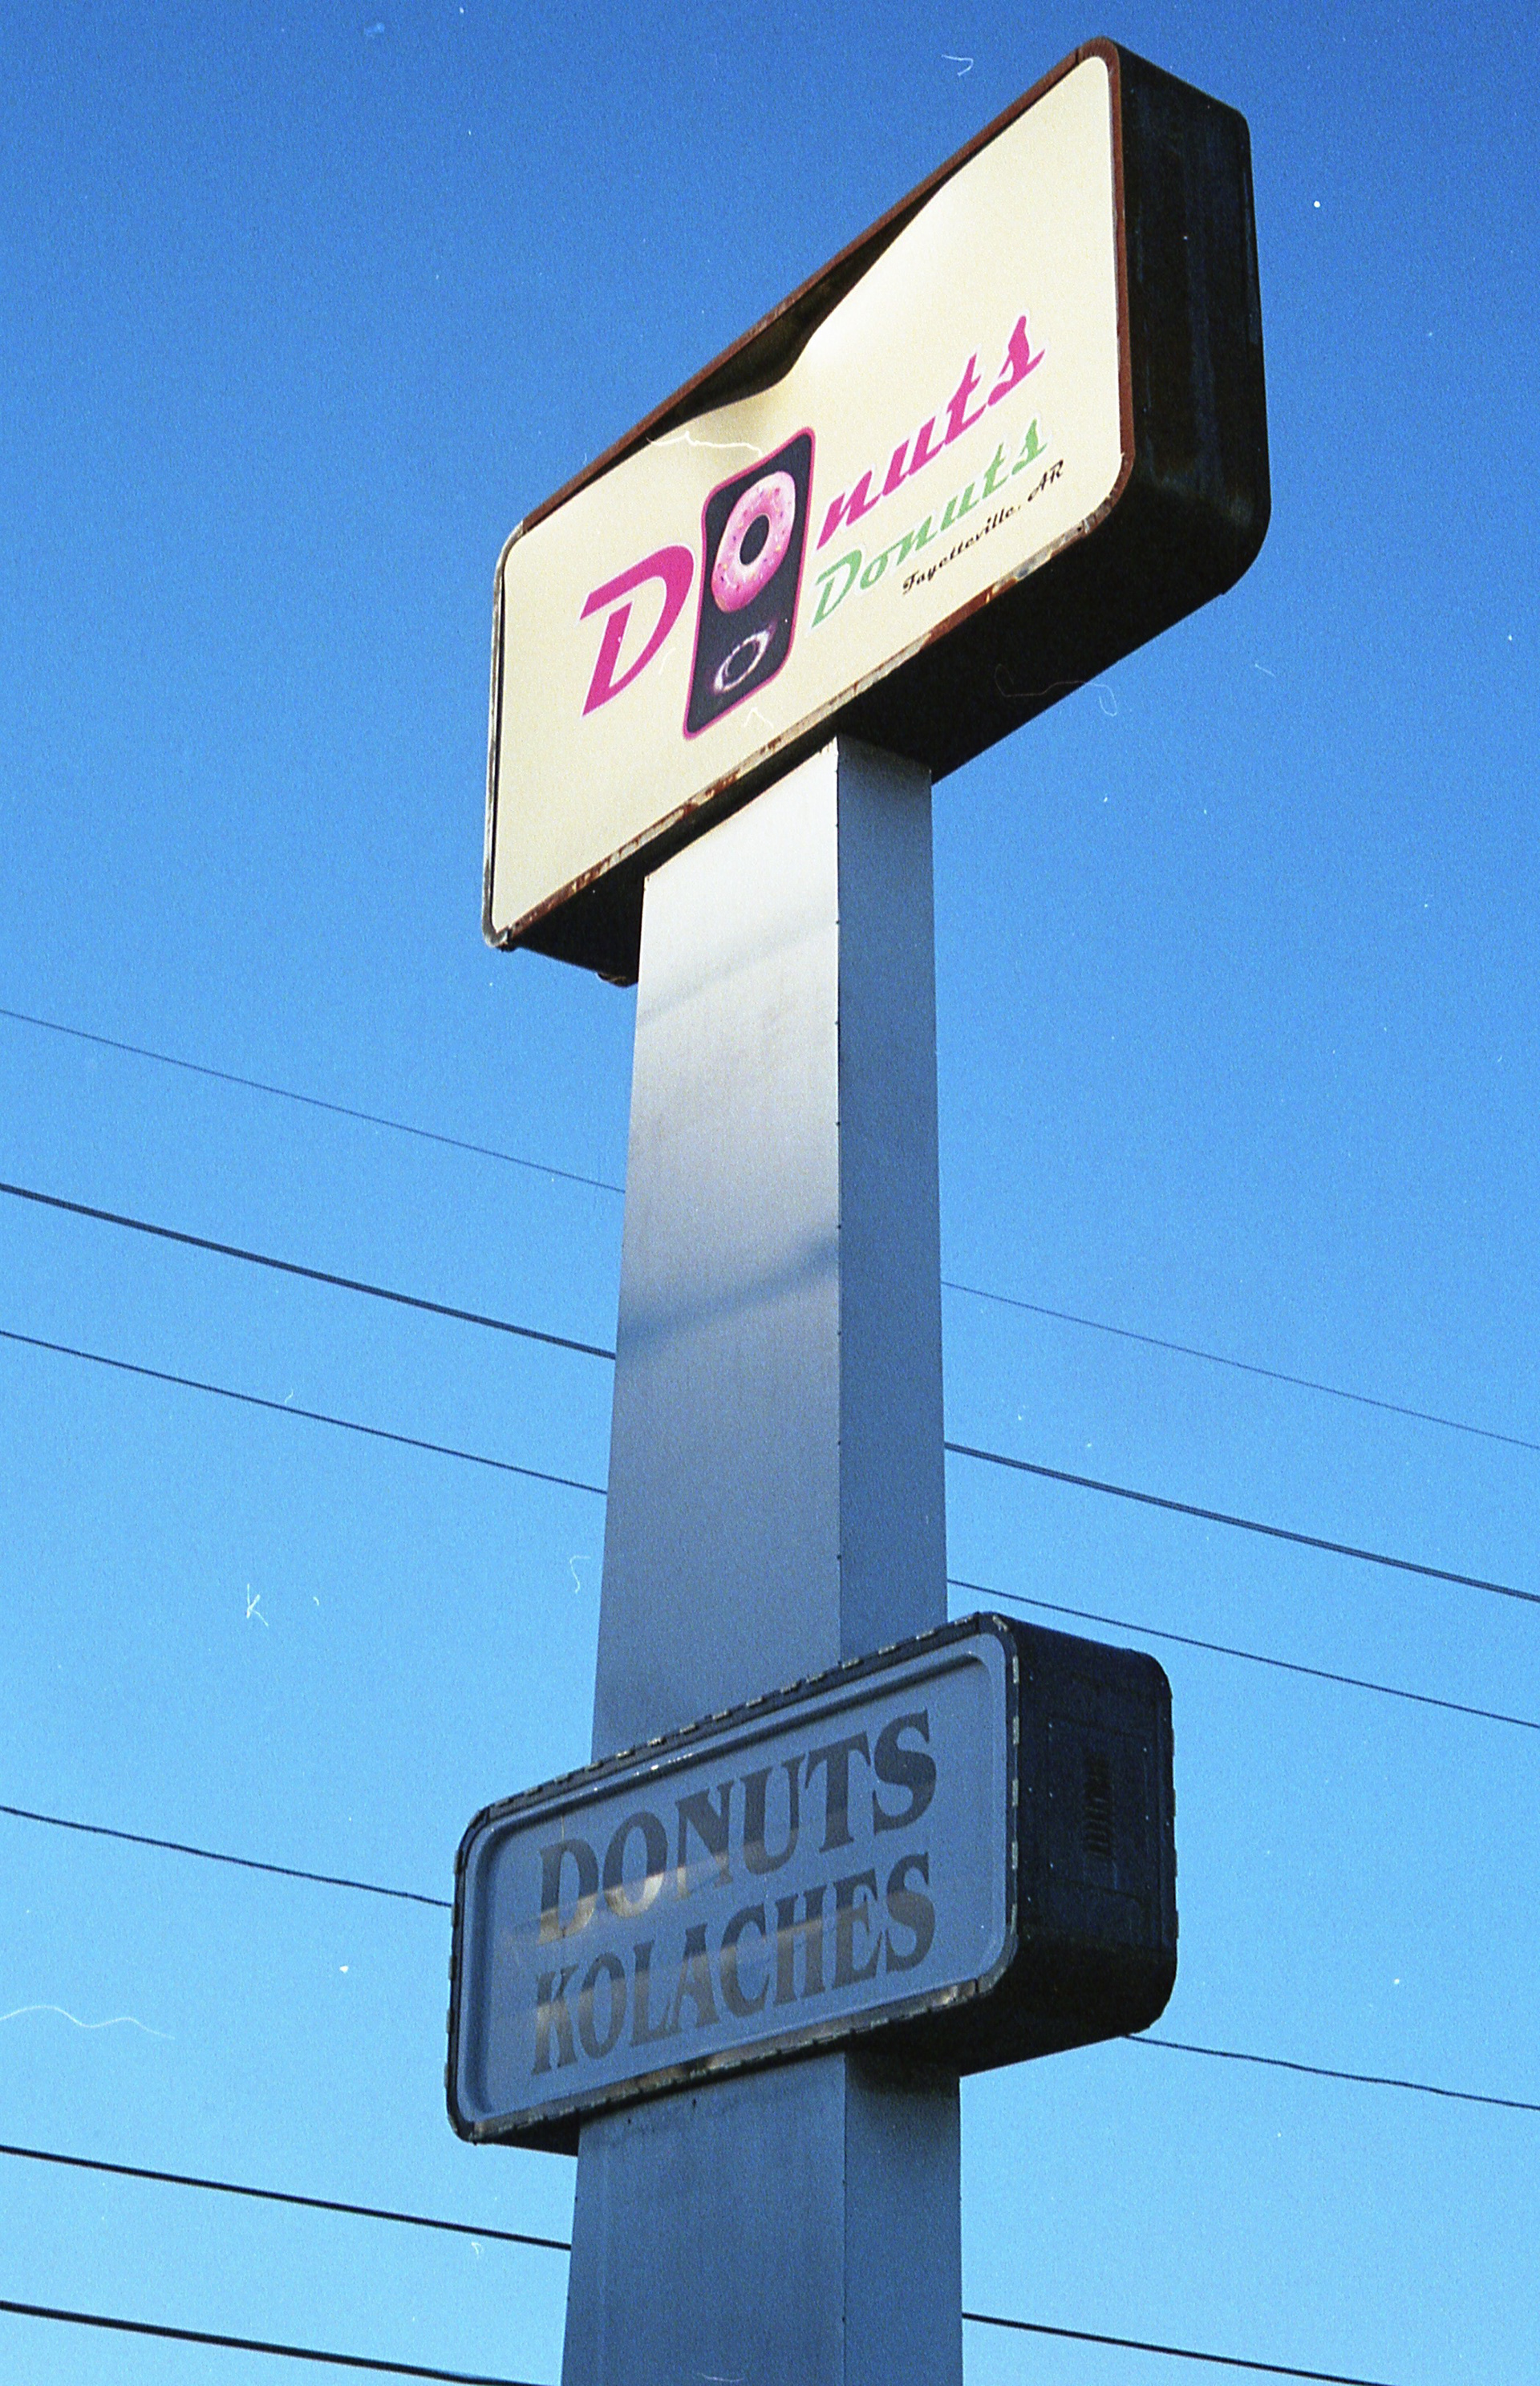 Donuts
Donuts
Fayetteville, AR
DONUTS
KOLACHES